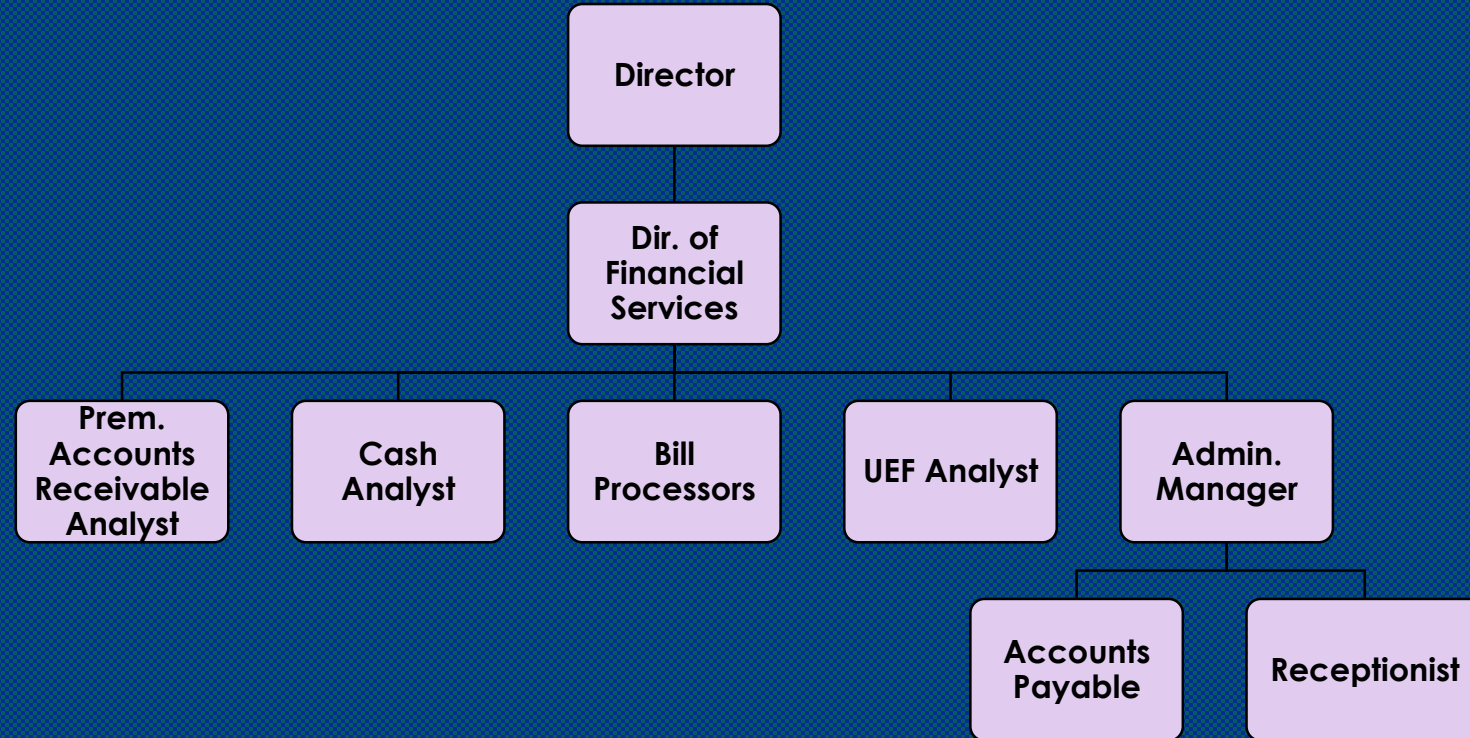 Director
Dir. of
Financial
Services
Prem.
Accounts
Receivable
Analyst
Cash
Analyst
Bill
Processors
UEF Analyst
Admin.
Manager
Accounts
Payable
Receptionist